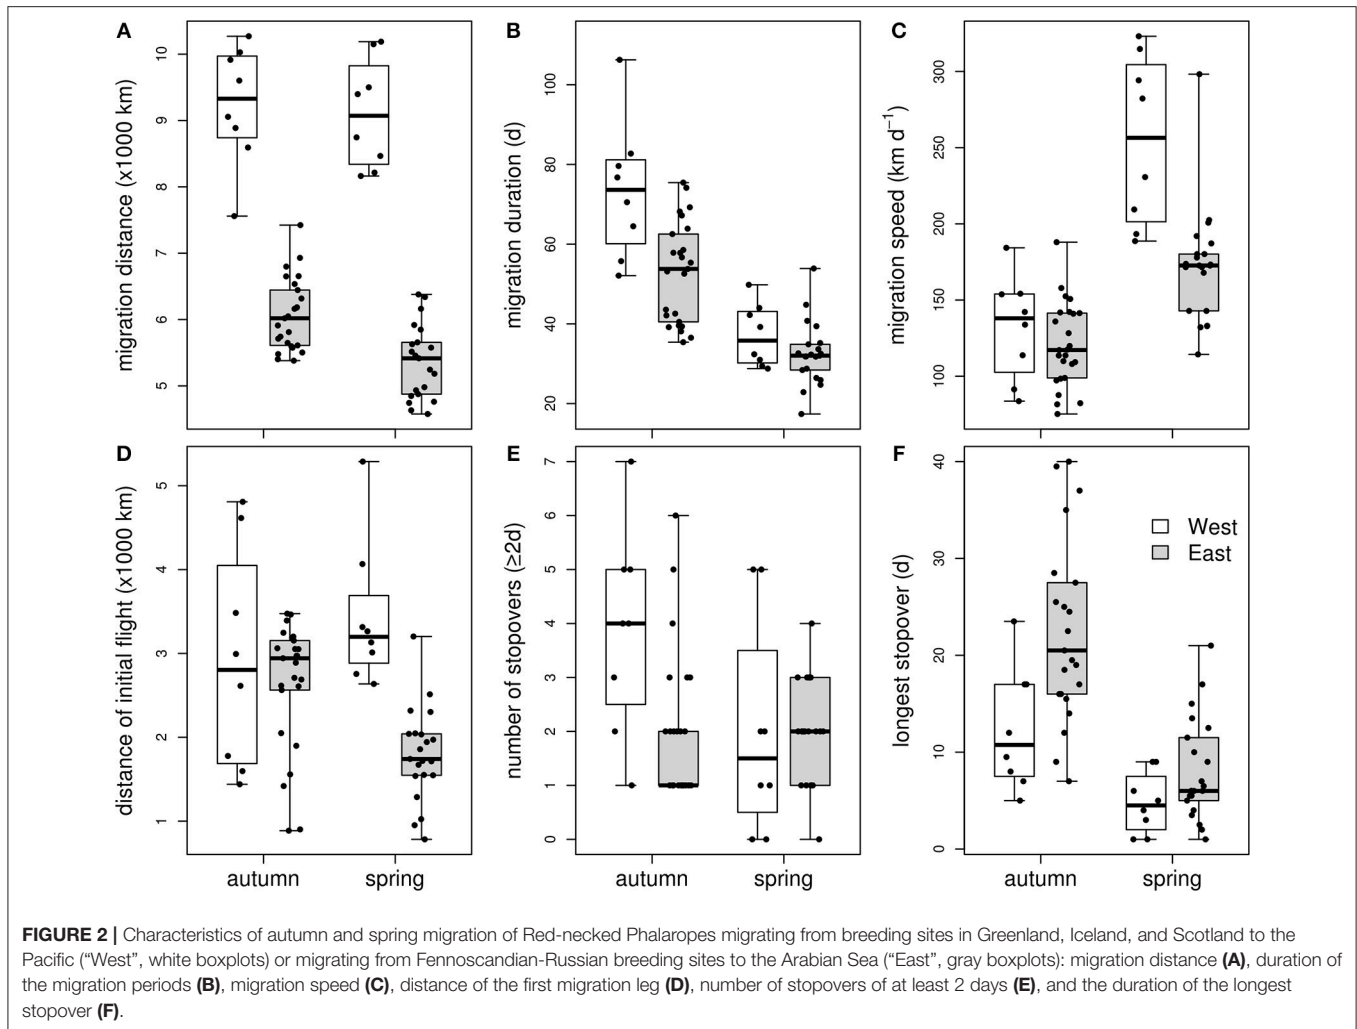 A
migration distance (x1000 km)
10
9
8
7
6
5
B
migration duration (d)
100
80
60
40
20
C
migration speed (km d−1)
300
250
200
150
100
D
distance of initial flight (x1000 km)
5
4
3
2
1
autumn
spring
E
number of stopovers (≥2d)
7
6
5
4
3
2
1
0
autumn
spring
F
longest stopover (d)
40
30
20
10
0
West
East
autumn
spring
FIGURE 2 | Characteristics of autumn and spring migration of Red-necked Phalaropes migrating from breeding sites in Greenland, Iceland, and Scotland to the
Pacific (“West”, white boxplots) or migrating from Fennoscandian-Russian breeding sites to the Arabian Sea (“East”, gray boxplots): migration distance (A), duration of
the migration periods (B), migration speed (C), distance of the first migration leg (D), number of stopovers of at least 2 days (E), and the duration of the longest
stopover (F).